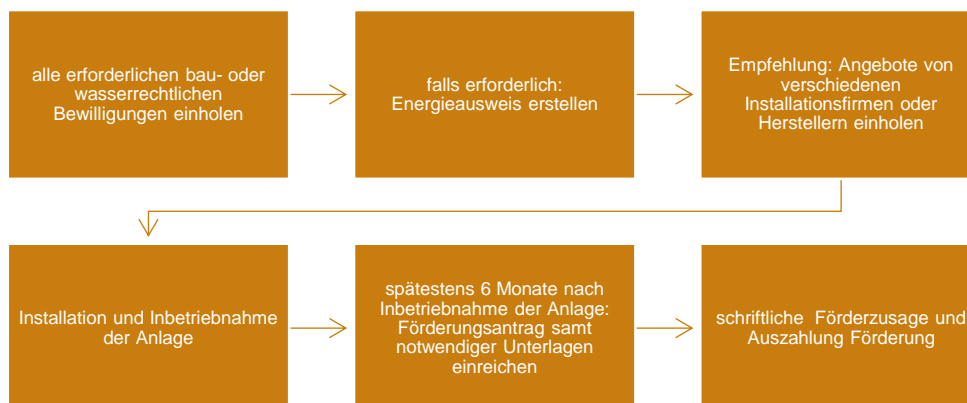 alle erforderlichen bau- oder
wasserrechtlichen
Bewilligungen einholen
falls erforderlich:
Energieausweis erstellen
Empfehlung: Angebote von
verschiedenen
Installationsfirmen oder
Herstellern einholen
Installation und Inbetriebnahme
der Anlage
spätestens 6 Monate nach
Inbetriebnahme der Anlage:
Förderungsantrag samt
notwendiger Unterlagen
einreichen
schriftliche Förderzusage und
Auszahlung Förderung